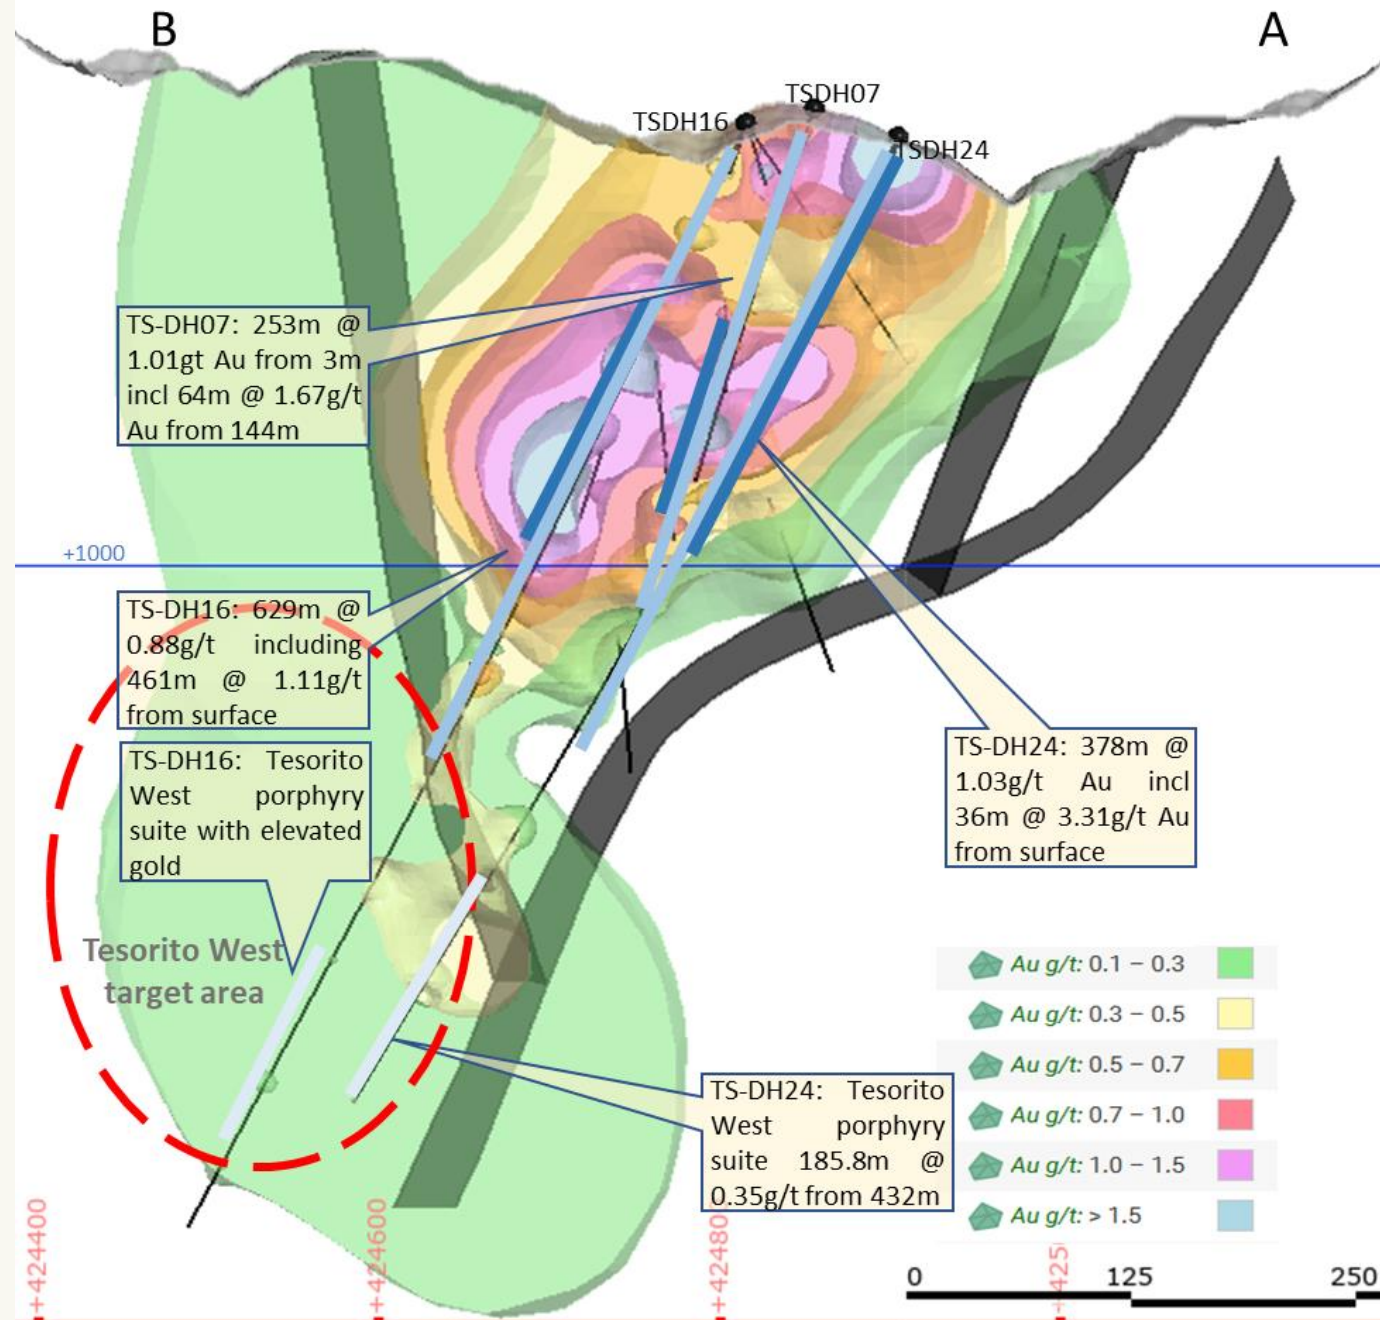 B
A
TSDH07
TSDH16
TSDH24
TS-DH07: 253m @
1.01gt Au from 3m
incl 64m @ 1.67g/t
Au from 144m
+1000
TS-DH16: 629m @
0.88g/t including
461m @ 1.11g/t
from surface
TS-DH16: Tesorito
West porphyry
suite with elevated
gold
TS-DH24: 378m @
1.03g/t Au incl
36m @ 3.31g/t Au
from surface
Tesorito West
target area
TS-DH24: Tesorito
West porphyry
suite 185.8m @
0.35g/t from 432m
Au g/t: 0.1 – 0.3
Au g/t: 0.3 – 0.5
Au g/t: 0.5 – 0.7
Au g/t: 0.7 – 1.0
Au g/t: 1.0 – 1.5
Au g/t: > 1.5
+424400
+424600
+42480
+425
0 125 250